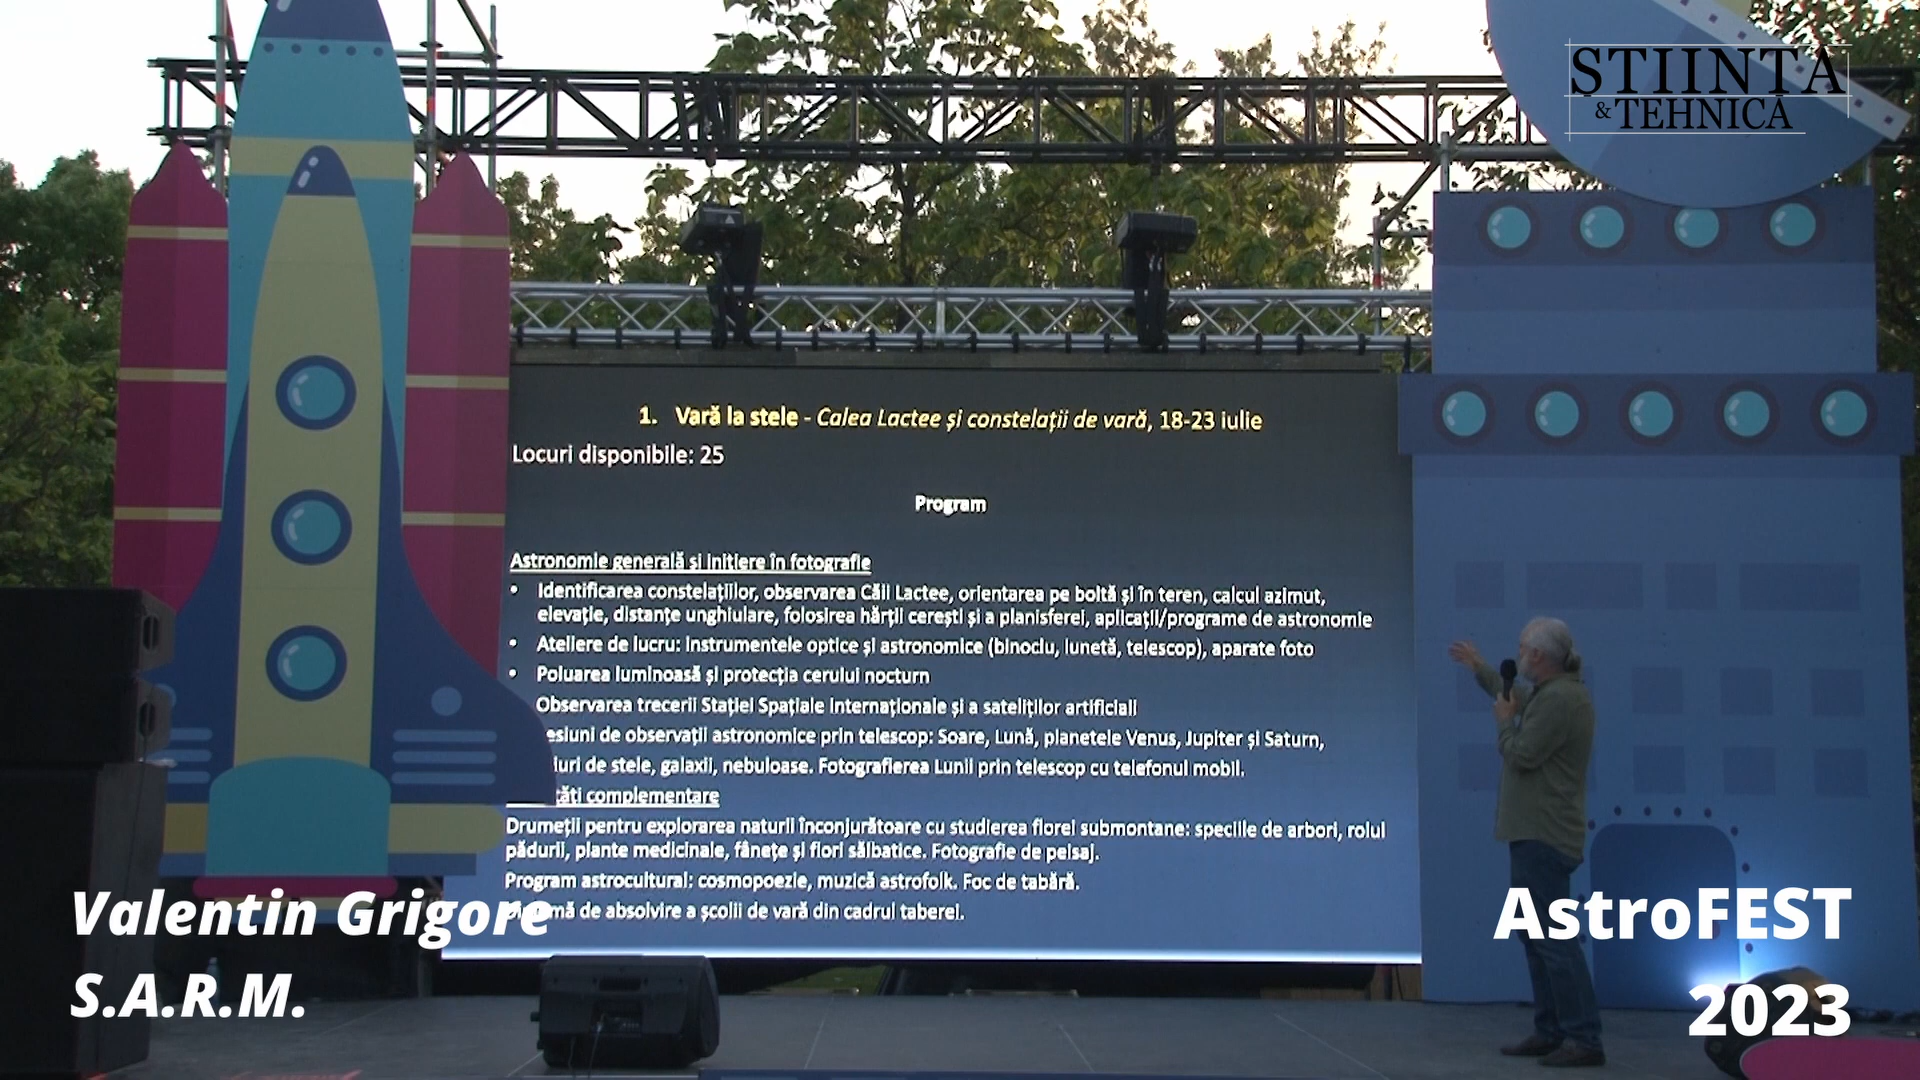 ȘTIINȚĂ
& TEHNICĂ
1. Vară la stele - Calea Lactee și constelații de vară, 18-23 iulie
Locuri disponibile: 25
Program
Astronomie generală și inițiere în fotografie
• Identificarea constelațiilor, observarea Căii Lactee, orientarea pe boltă și în teren, calcul azimut,
elevație, distanțe unghiulare, folosirea hărții cerești și a planisferei, aplicații/programe de astronomie
• Ateliere de lucru: instrumentele optice și astronomice (binoclu, lunetă, telescop), aparate foto
• Poluarea luminoasă și protecția cerului nocturn
Observarea trecerii Stației Spațiale Internaționale și a sateliților artificiali
de observații astronomice prin telescop: Soare, Lună, planetele Venus, Jupiter și Saturn,
de stele, galaxii, nebuloase. Fotografierea Lunii prin telescop cu telefonul mobil.
complementare
Drumeții pentru explorarea naturii înconjurătoare cu studierea florei submontane: speciile de arbori, rolul
pădurii, plante medicinale, fânețe și flori sălbatice. Fotografie de peisaj.
Program astrocultural: cosmopoezie, muzică astrofolk. Foc de tabără.
de absolvire a școlii de vară din cadrul taberei.
Valentin Grigore
S.A.R.M.
AstroFEST
2023